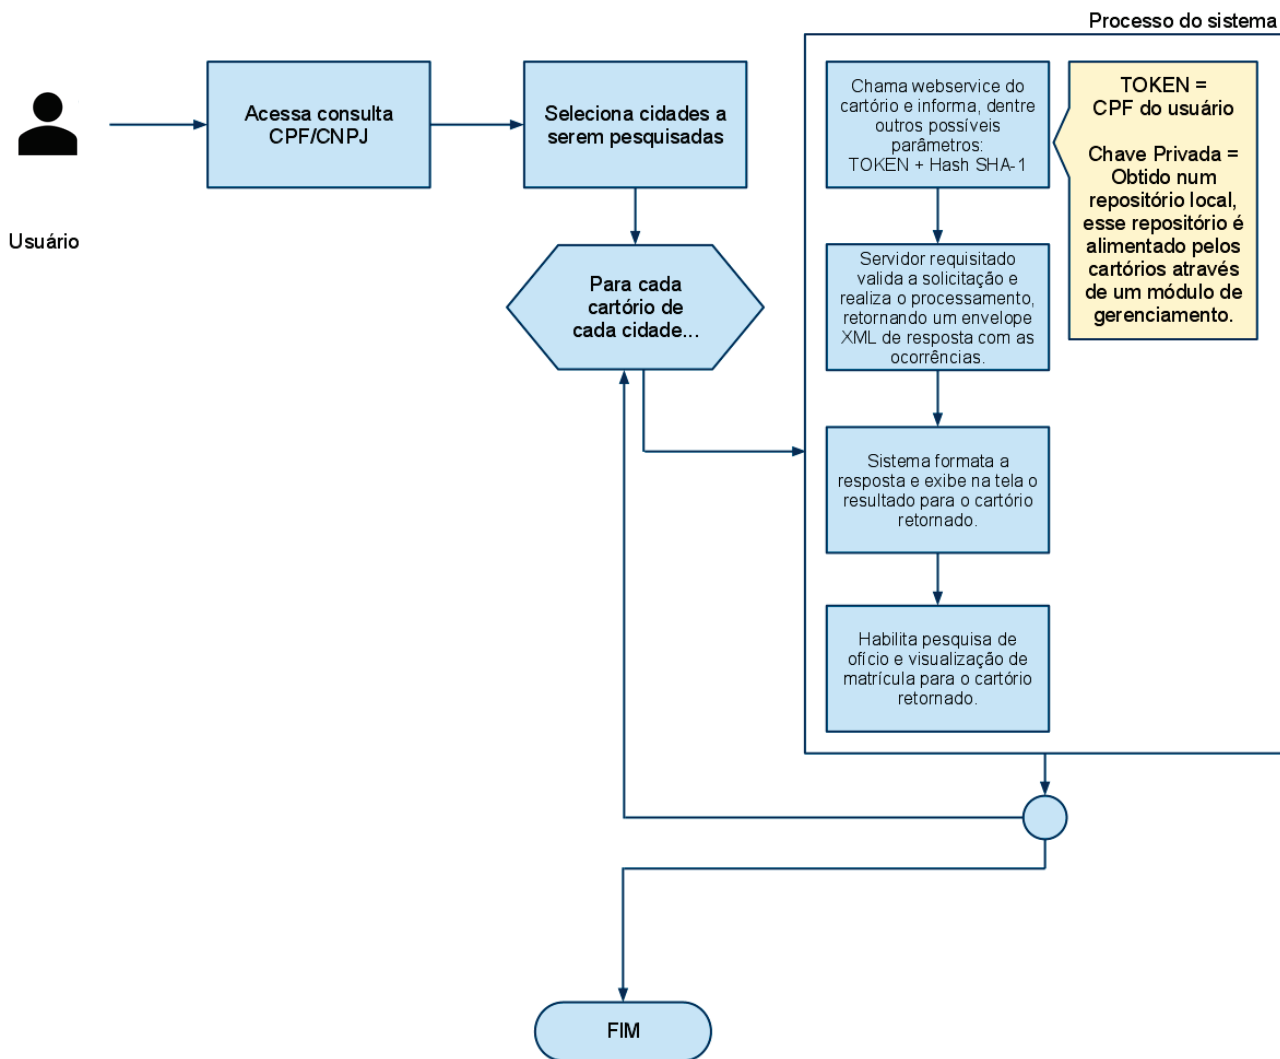 Processo do sistema
Usuário
Acessa consulta
CPF/CNPJ
Seleciona cidades a
serem pesquisadas
Para cada
cartório de
cada cidade...
Chama webservice do
cartório e informa, dentre
outros possíveis
parâmetros:
TOKEN + Hash SHA-1
TOKEN =
CPF do usuário
Chave Privada =
Obtido num
repositório local,
esse repositório é
alimentado pelos
cartórios através
de um módulo de
gerenciamento.
Servidor requisitado
valida a solicitação e
realiza o processamento,
retornando um envelope
XML de resposta com as
ocorrências.
Sistema formata a
resposta e exibe na tela o
resultado para o cartório
retornado.
Habilita pesquisa de
ofício e visualização de
matrícula para o cartório
retornado.
FIM